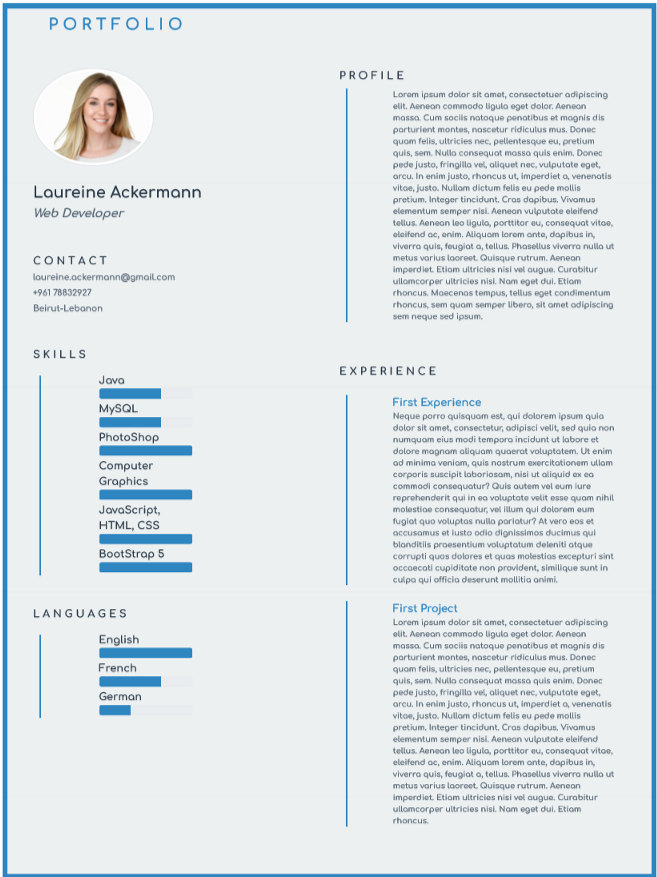 PORTFOLIO
Laureine Ackermann
Web Developer
CONTACT
laureine.ackermann@gmail.com
+961 78832927
Beirut-Lebanon
SKILLS
Java
MySQL
PhotoShop
Computer
Graphics
JavaScript,
HTML, CSS
BootStrap 5
LANGUAGES
English
French
German
PROFILE
Lorem ipsum dolor sit amet, consectetuer adipiscing
elit. Aenean commodo ligula eget dolor. Aenean
massa. Cum sociis natoque penatibus et magnis dis
parturient montes, nascetur ridiculus mus. Donec
quam felis, ultricies nec, pellentesque eu, pretium
quis, sem. Nulla consequat massa quis enim. Donec
pede justo, fringilla vel, aliquet nec, vulputate eget,
arcu. In enim justo, rhoncus ut, imperdiet a, venenatis
vitae, justo. Nullam dictum felis eu pede mollis
pretium. Integer tincidunt. Cras dapibus. Vivamus
elementum semper nisi. Aenean vulputate eleifend
tellus. Aenean leo ligula, porttitor eu, consequat vitae,
eleifend ac, enim. Aliquam lorem ante, dapibus in,
viverra quis, feugiat a, tellus. Phasellus viverra nulla ut
metus varius laoreet. Quisque rutrum. Aenean
imperdiet. Etiam ultricies nisi vel augue. Curabitur
ullamcorper ultricies nisi. Nam eget dui. Etiam
rhoncus. Maecenas tempus, tellus eget condimentum
rhoncus, sem quam semper libero, sit amet adipiscing
sem neque sed ipsum.
EXPERIENCE
First Experience
Neque porro quisquam est, qui dolorem ipsum quia
dolor sit amet, consectetur, adipisci velit, sed quia non
numquam eius modi tempora incidunt ut labore et
dolore magnam aliquam quaerat voluptatem. Ut enim
ad minima veniam, quis nostrum exercitationem ullam
corporis suscipit laboriosam, nisi ut aliquid ex ea
commodi consequatur? Quis autem vel eum iure
reprehenderit qui in ea voluptate velit esse quam nihil
molestiae consequatur, vel illum qui dolorem eum
fugiat quo voluptas nulla pariatur? At vero eos et
accusamus et iusto odio dignissimos ducimus qui
blanditiis praesentium voluptatum deleniti atque
corrupti quos dolores et quas molestias excepturi sint
occaecati cupiditate non provident, similique sunt in
culpa qui officia deserunt mollitia animi.
First Project
Lorem ipsum dolor sit amet, consectetuer adipiscing
elit. Aenean commodo ligula eget dolor. Aenean
massa. Cum sociis natoque penatibus et magnis dis
parturient montes, nascetur ridiculus mus. Donec
quam felis, ultricies nec, pellentesque eu, pretium
quis, sem. Nulla consequat massa quis enim. Donec
pede justo, fringilla vel, aliquet nec, vulputate eget,
arcu. In enim justo, rhoncus ut, imperdiet a, venenatis
vitae, justo. Nullam dictum felis eu pede mollis
pretium. Integer tincidunt. Cras dapibus. Vivamus
elementum semper nisi. Aenean vulputate eleifend
tellus. Aenean leo ligula, porttitor eu, consequat vitae,
eleifend ac, enim. Aliquam lorem ante, dapibus in,
viverra quis, feugiat a, tellus. Phasellus viverra nulla ut
metus varius laoreet. Quisque rutrum. Aenean
imperdiet. Etiam ultricies nisi vel augue. Curabitur
ullamcorper ultricies nisi. Nam eget dui. Etiam
rhoncus.